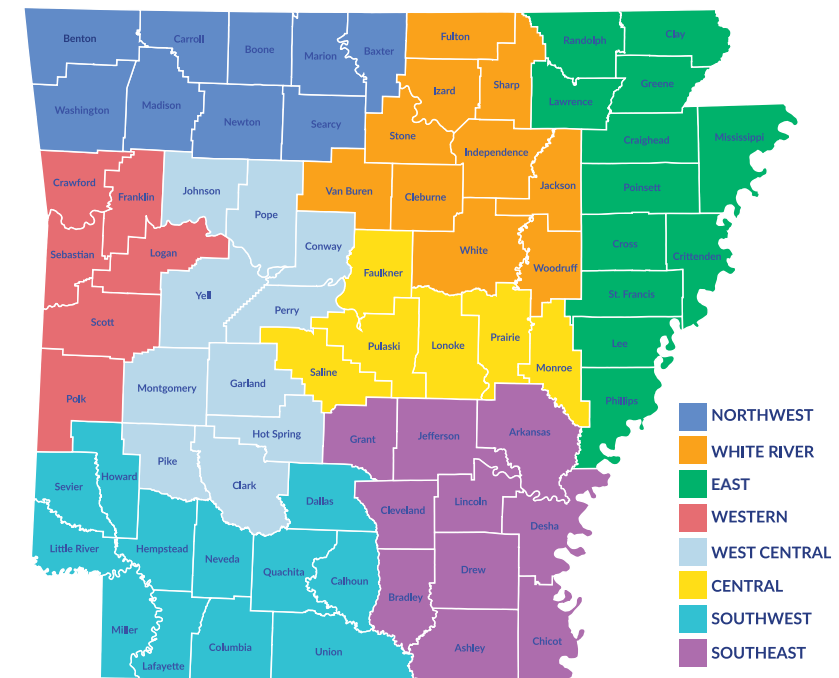 Benton
Carroll
Boone
Marion
Baxter
Fulton
Randolph
Clay
Washington
Madison
Newton
Searcy
Izard
Sharp
Lawrence
Greene
Stone
Independence
Craighead
Mississippi
Crawford
Franklin
Johnson
Pope
Van Buren
Cleburne
Jackson
Poinsett
Sebastian
Logan
Conway
Faulkner
White
Woodruff
Cross
Crittenden
Scott
Yell
Perry
Pulaski
Lonoke
Prairie
Monroe
St. Francis
Lee
Polk
Montgomery
Garland
Saline
Phillips
Hot Spring
Grant
Jefferson
Arkansas
Sevier
Howard
Pike
Clark
Dallas
Cleveland
Lincoln
Desha
Little River
Hempstead
Neveda
Quachita
Calhoun
Bradley
Drew
Miller
Lafayette
Columbia
Union
Ashley
Chicot
NORTHWEST
WHITE RIVER
EAST
WESTERN
WEST CENTRAL
CENTRAL
SOUTHWEST
SOUTHEAST